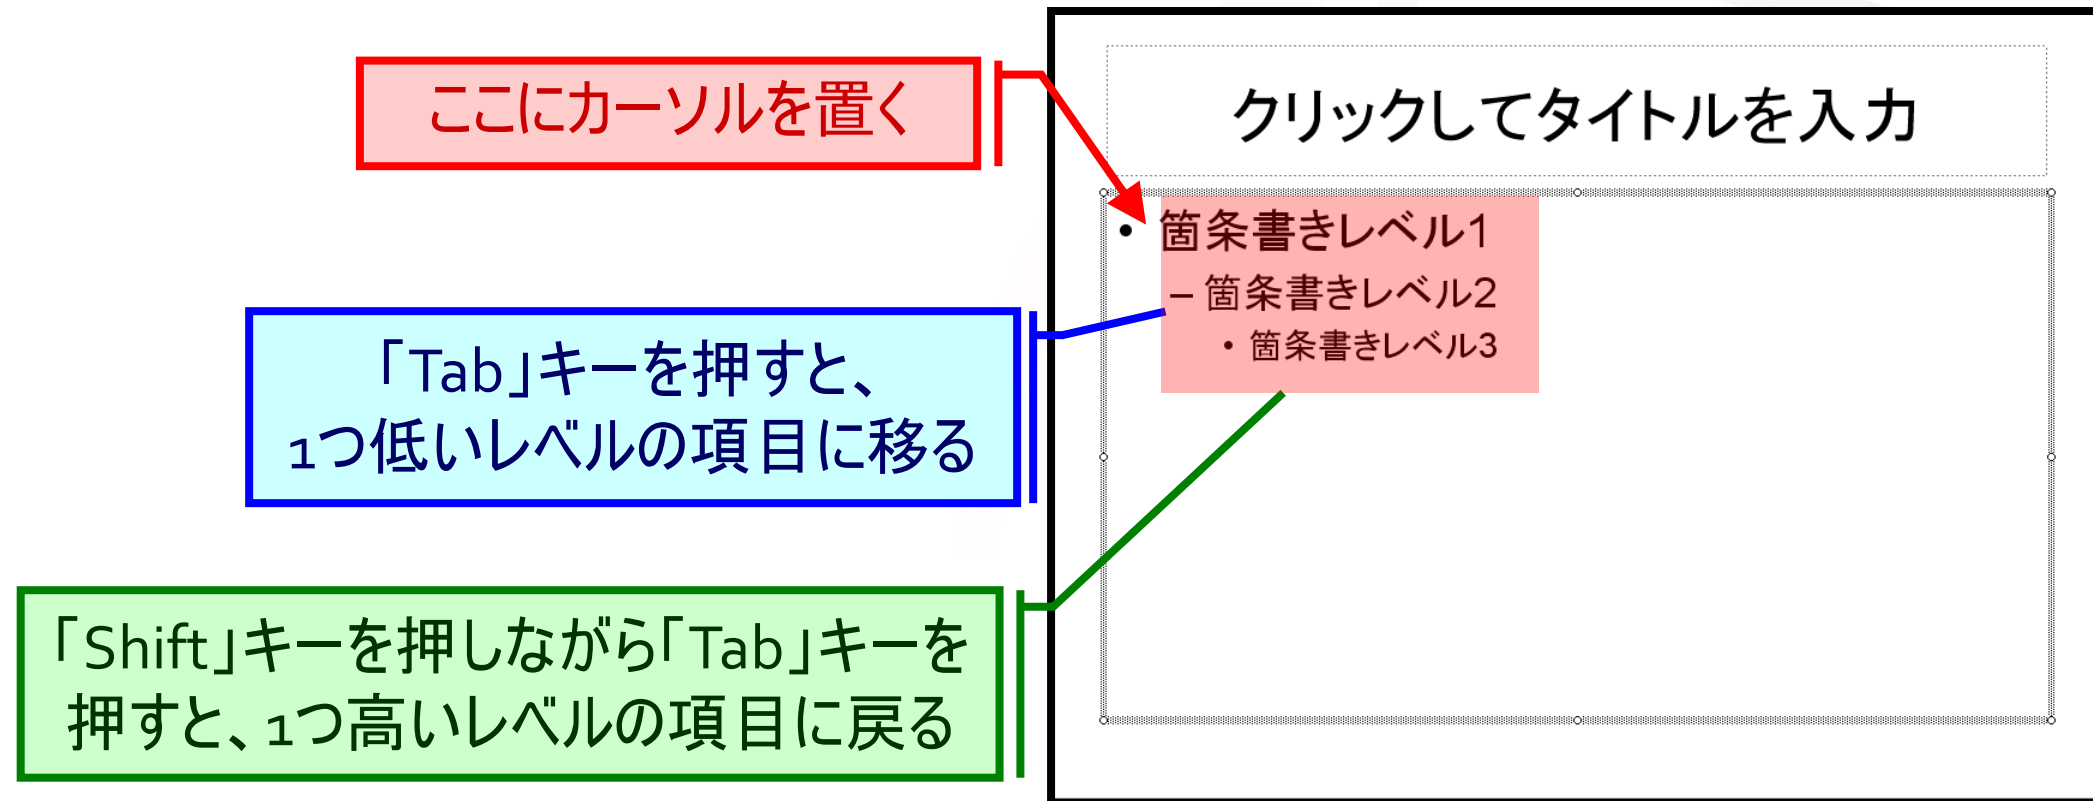 ここにカーソルを置く
「Tab」キーを押すと、
1つ低いレベルの項目に移る
「Shift」キーを押しながら「Tab」キーを
押すと、1つ高いレベルの項目に戻る
クリックしてタイトルを入力
• 箇条書きレベル1
– 箇条書きレベル2
• 箇条書きレベル3